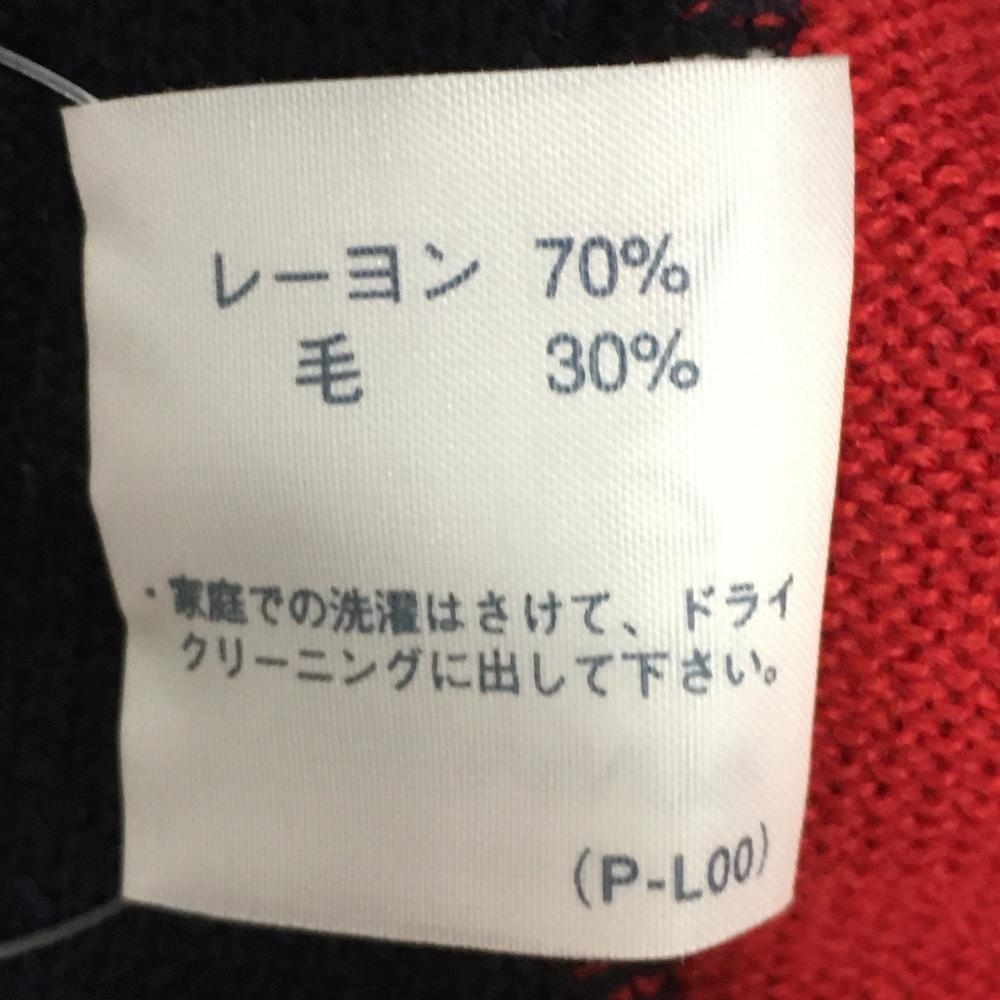 レーヨン 70%
毛 30%
・家庭での洗濯はさけて、ドライ
クリーニングに出して下さい。
(P-L00)